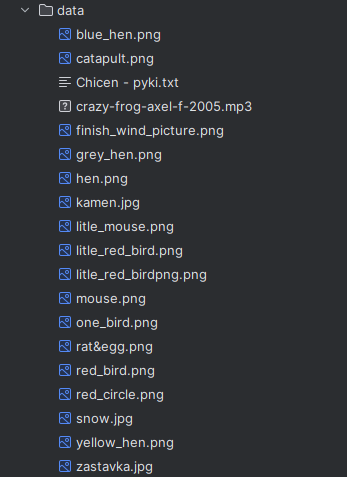 data
blue_hen.png
catapult.png
Chicen - pyki.txt
crazy-frog-axel-f-2005.mp3
finish_wind_picture.png
grey_hen.png
hen.png
kamen.jpg
litle_mouse.png
litle_red_bird.png
litle_red_birdpng.png
mouse.png
one_bird.png
rat&egg.png
red_bird.png
red_circle.png
snow.jpg
yellow_hen.png
zastavka.jpg